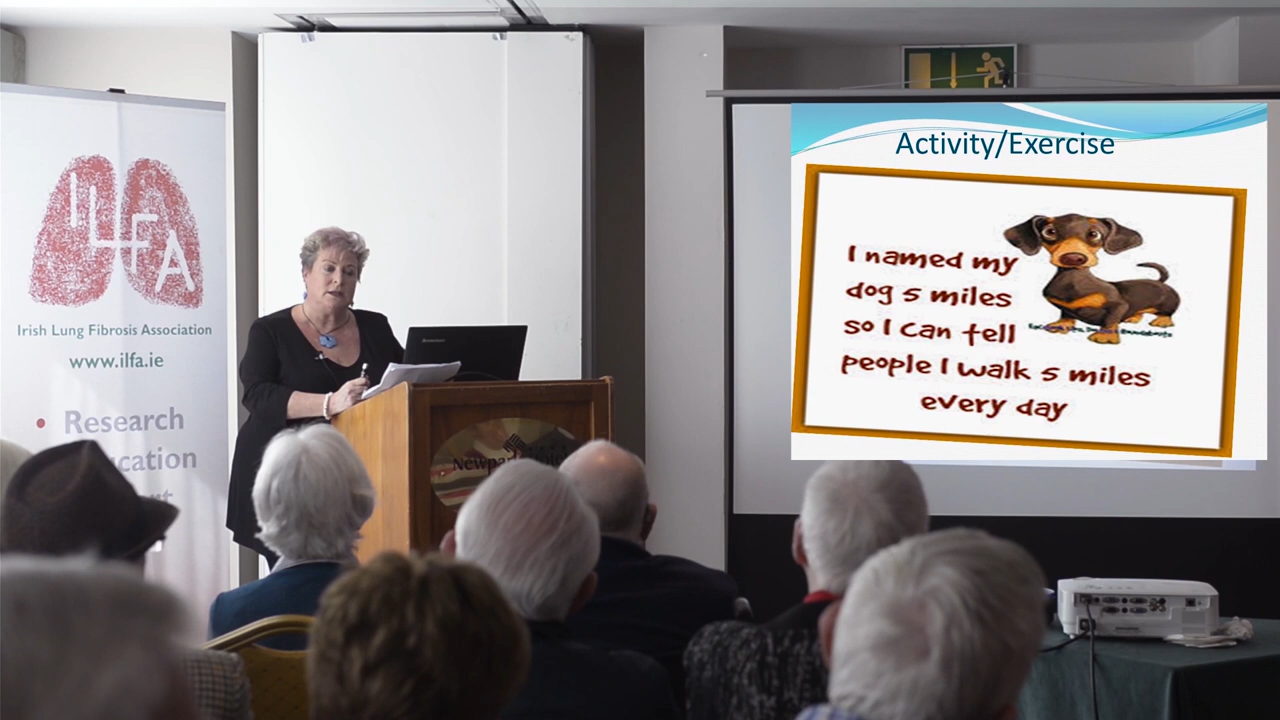 ILFA
Irish Lung Fibrosis Association
www.ilfa.ie
• Research
Activity/Exercise
I named my
dog 5 miles
so I can tell
people I walk 5 miles
every day